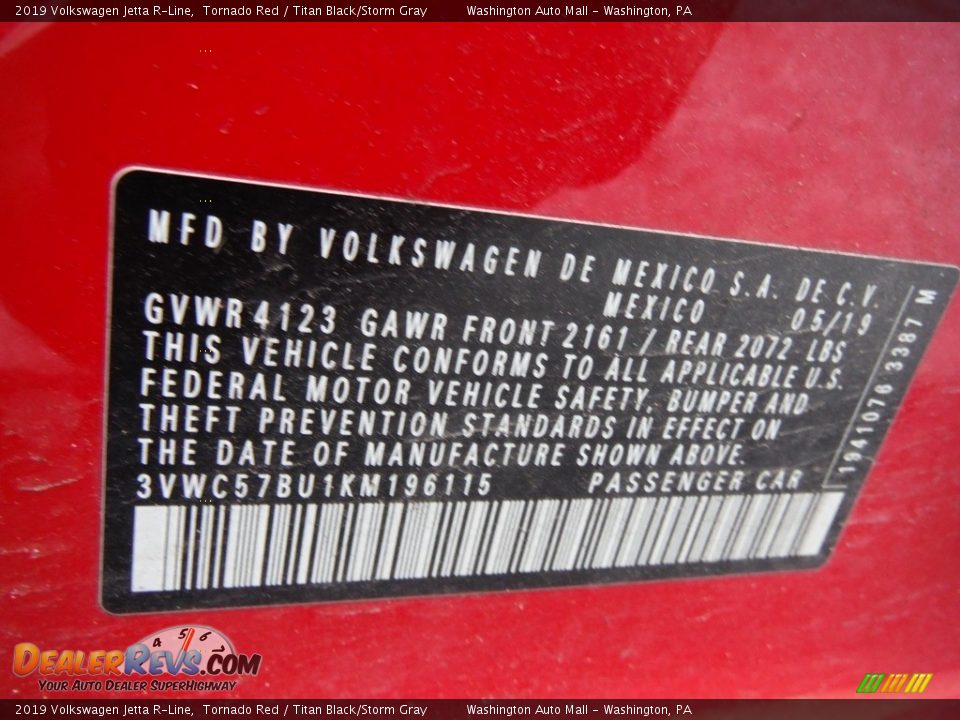 2019 Volkswagen Jetta R-Line, Tornado Red / Titan Black/Storm Gray Washington Auto Mall - Washington, PA
MFD BY VOLKSWAGEN DE MEXICO S.A. DE C.V.
MEXICO 05/19
GVWR 4123 GAWR FRONT 2161 / REAR 2072 LBS
THIS VEHICLE CONFORMS TO ALL APPLICABLE U.S.
FEDERAL MOTOR VEHICLE SAFETY, BUMPER AND
THEFT PREVENTION STANDARDS IN EFFECT ON
THE DATE OF MANUFACTURE SHOWN ABOVE.
3VWC57BU1KM196115 PASSENGER CAR
1941076 3387 M
4 5 6
DEALERREVS.COM
YOUR AUTO DEALER SUPERHIGHWAY
2019 Volkswagen Jetta R-Line, Tornado Red / Titan Black/Storm Gray Washington Auto Mall - Washington, PA